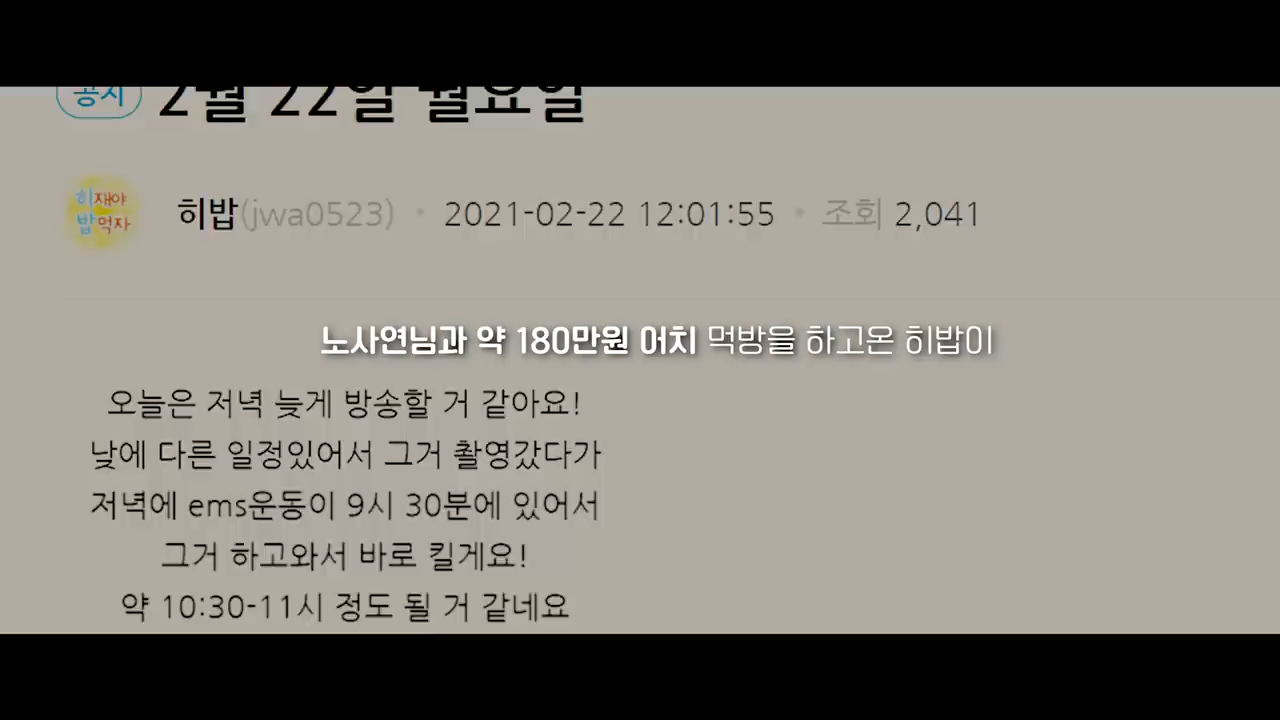 공지 2월 22일 월요일
히재야
밥먹자
히밥(jwa0523) • 2021-02-22 12:01:55 • 조회 2,041
노사연님과 약 180만원 어치 먹방을 하고온 히밥이
오늘은 저녁 늦게 방송할 거 같아요!
낮에 다른 일정있어서 그거 촬영갔다가
저녁에 ems운동이 9시 30분에 있어서
그거 하고와서 바로 킬게요!
약 10:30-11시 정도 될 거 같네요